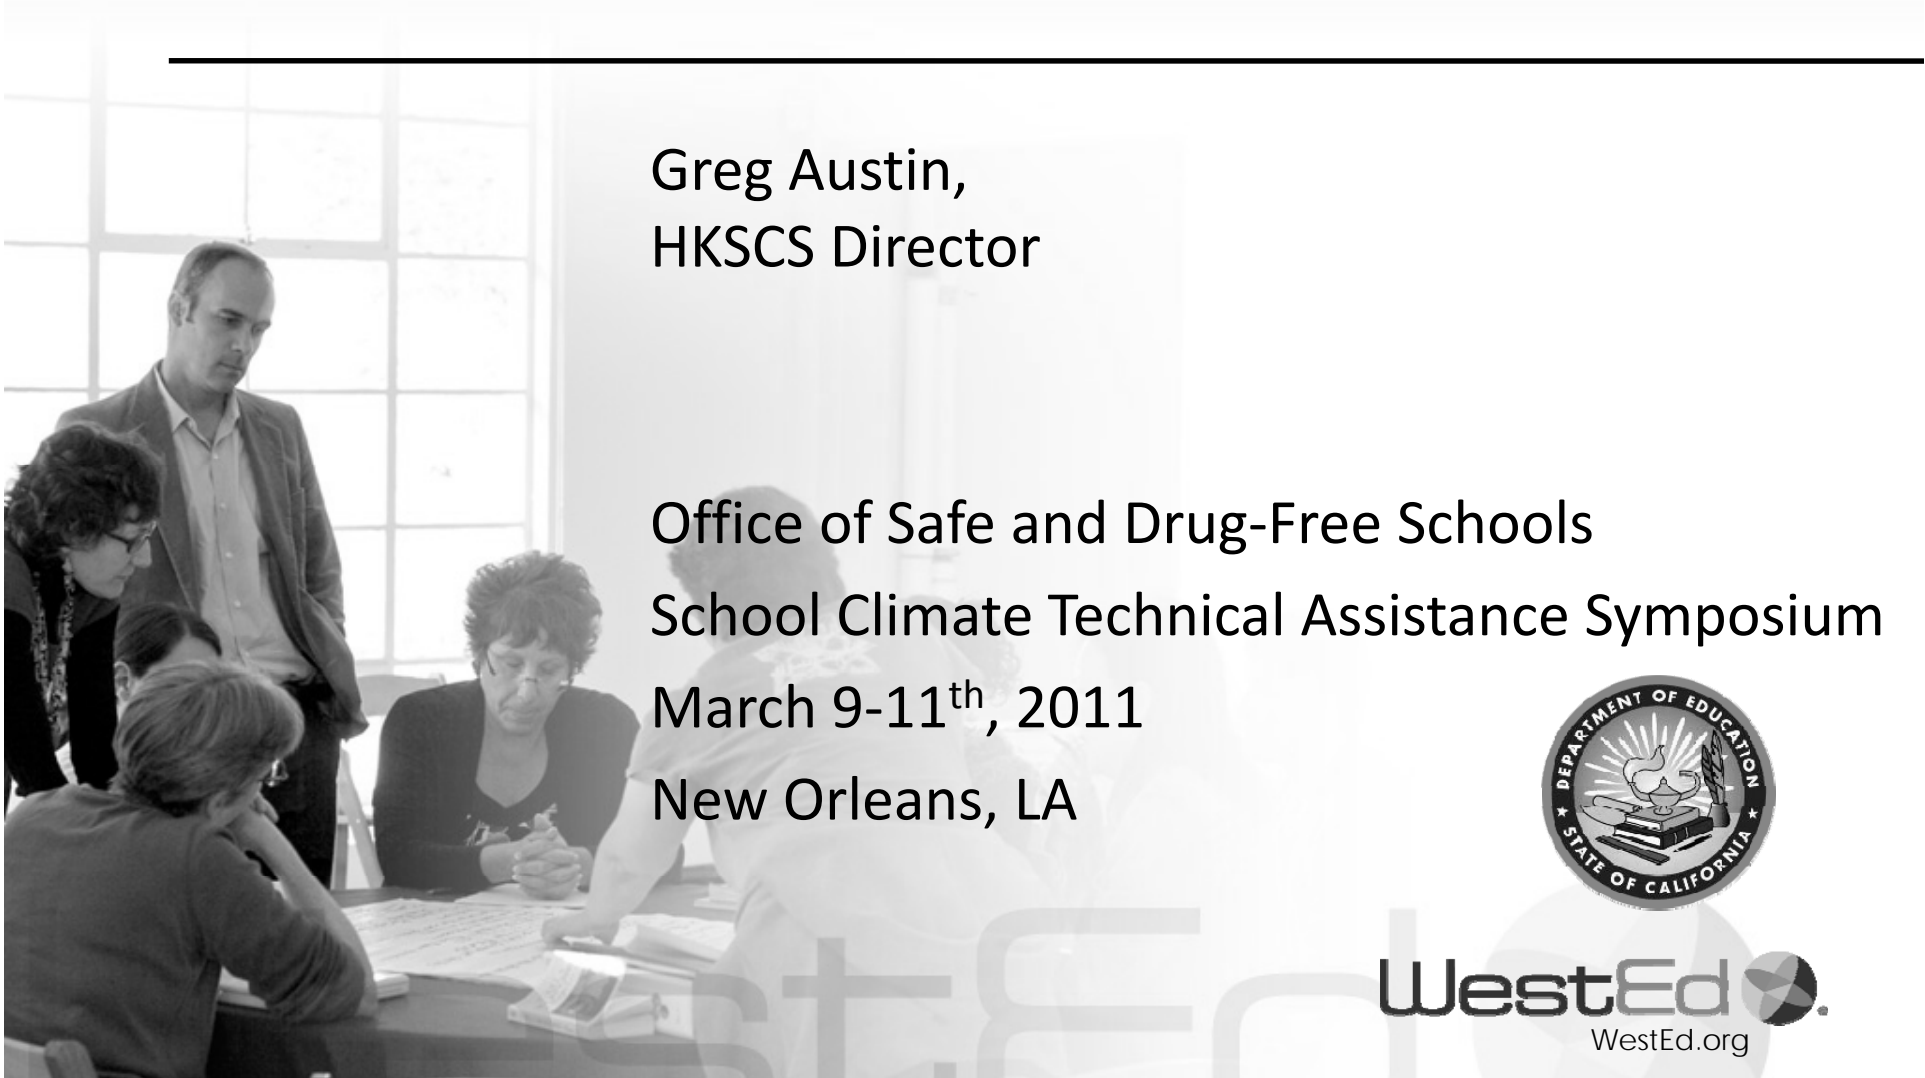 Greg Austin,
HKSCS Director
Office of Safe and Drug-Free Schools
School Climate Technical Assistance Symposium
March 9-11th, 2011
New Orleans, LA
DEPARTMENT OF EDUCATION
★ STATE OF CALIFORNIA ★
WestEd
WestEd.org